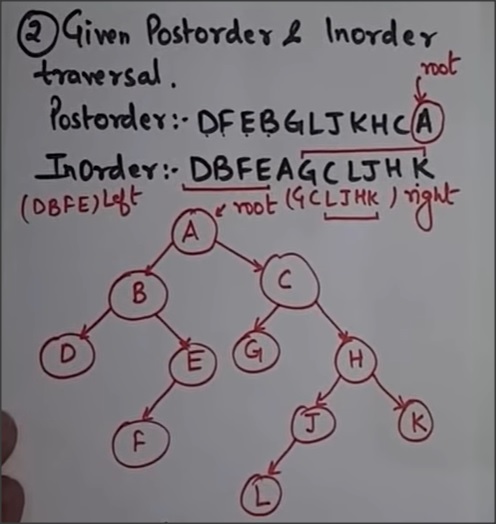 ② Given Postorder & Inorder
traversal.
root
Postorder:- DFEBGLJKHCA
InOrder:- DBFEAGCLJHK
(DBFE)Left root (GCLJHK) right
A
B C
D E G H
F J K
L